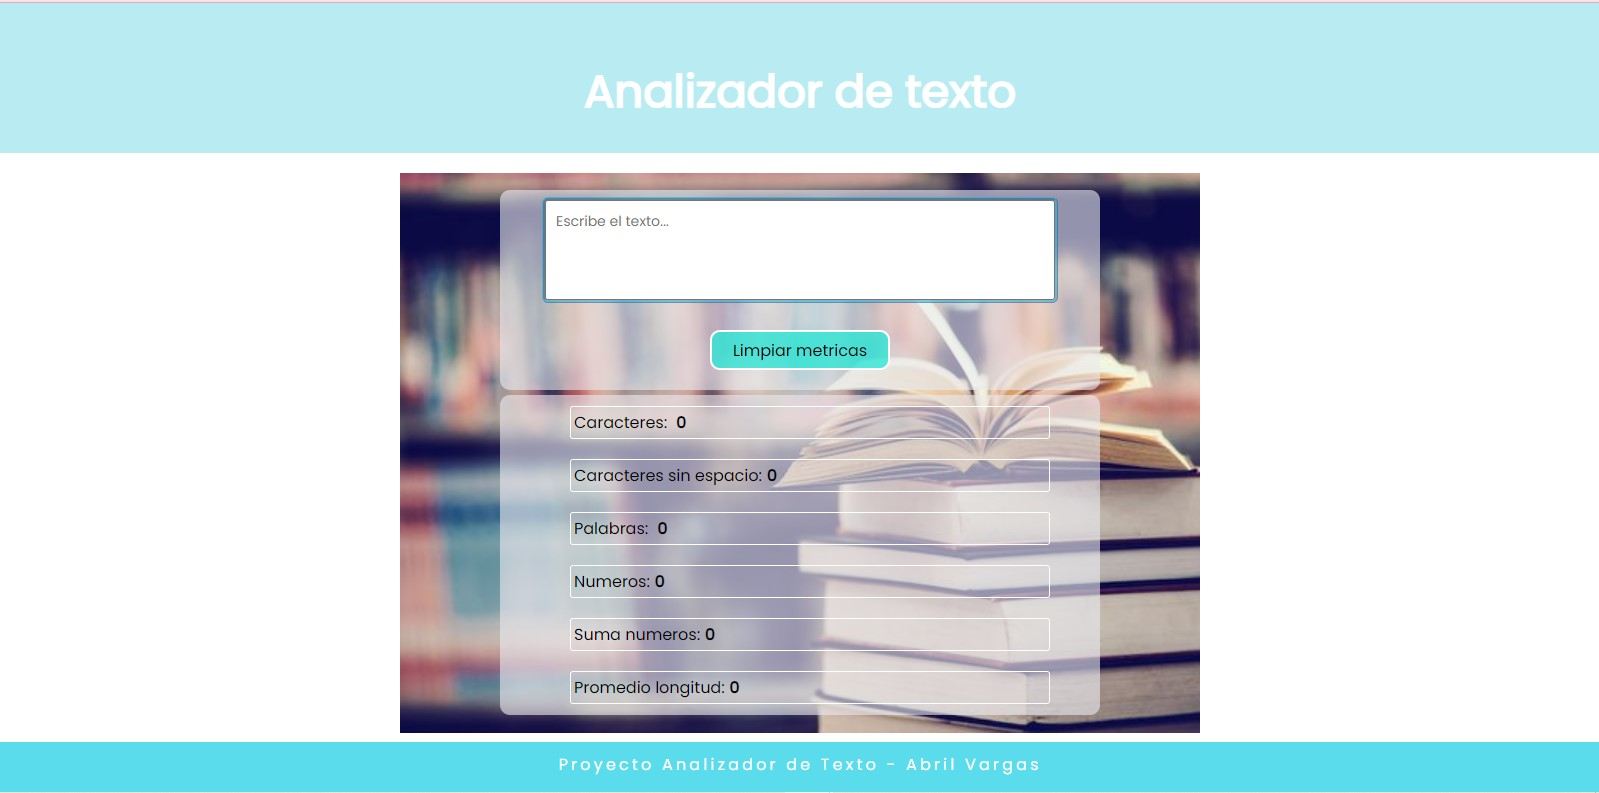 Analizador de texto
Escribe el texto...
Limpiar metricas
Caracteres: 0
Caracteres sin espacio: 0
Palabras: 0
Numeros: 0
Suma numeros: 0
Promedio longitud: 0
Proyecto Analizador de Texto - Abril Vargas